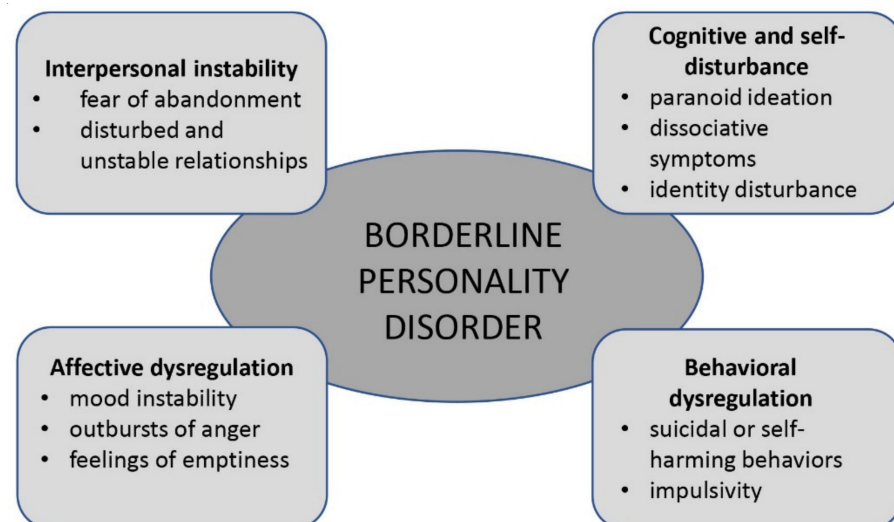 Interpersonal instability
• fear of abandonment
• disturbed and
unstable relationships
Cognitive and self-
disturbance
• paranoid ideation
• dissociative
symptoms
• identity disturbance
BORDERLINE
PERSONALITY
DISORDER
Affective dysregulation
• mood instability
• outbursts of anger
• feelings of emptiness
Behavioral
dysregulation
• suicidal or self-
harming behaviors
• impulsivity